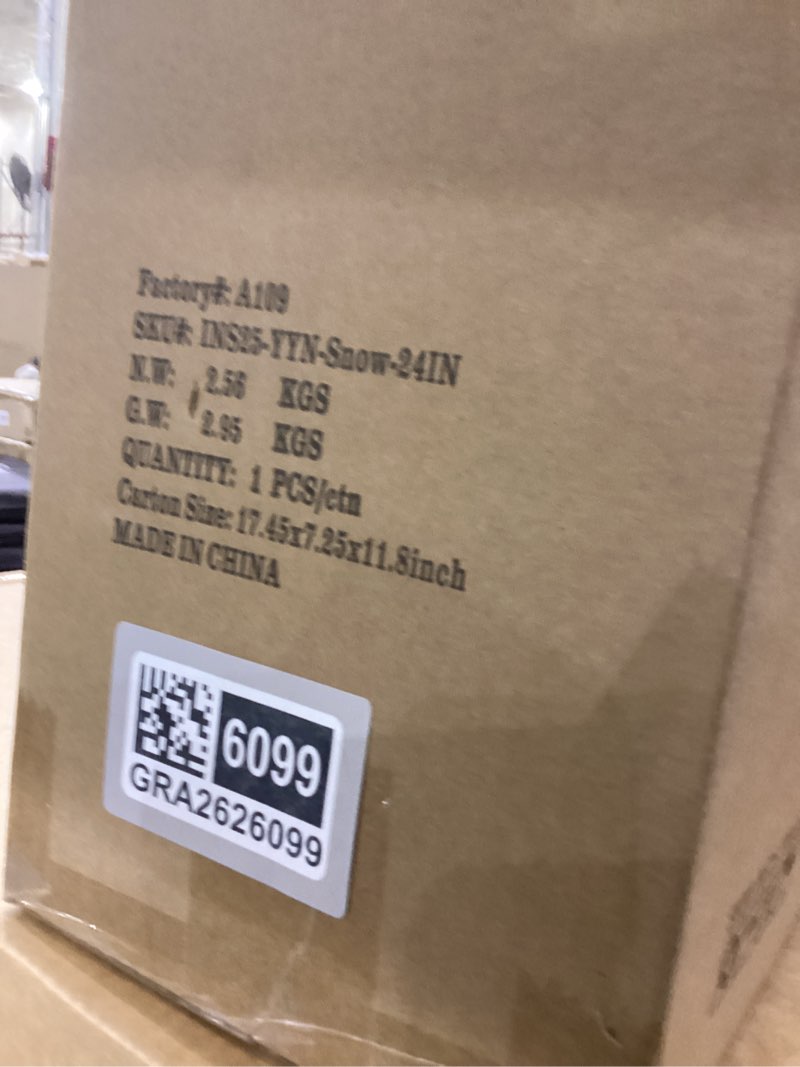 Factory#: A109
SKU#: INS25-YYN-Snow-24IN
N.W: 2.56 KGS
G.W: 2.95 KGS
QUANTITY: 1 PCS/ctn
Carton Size: 17.45x7.25x11.8inch
MADE IN CHINA
6099
GRA2626099